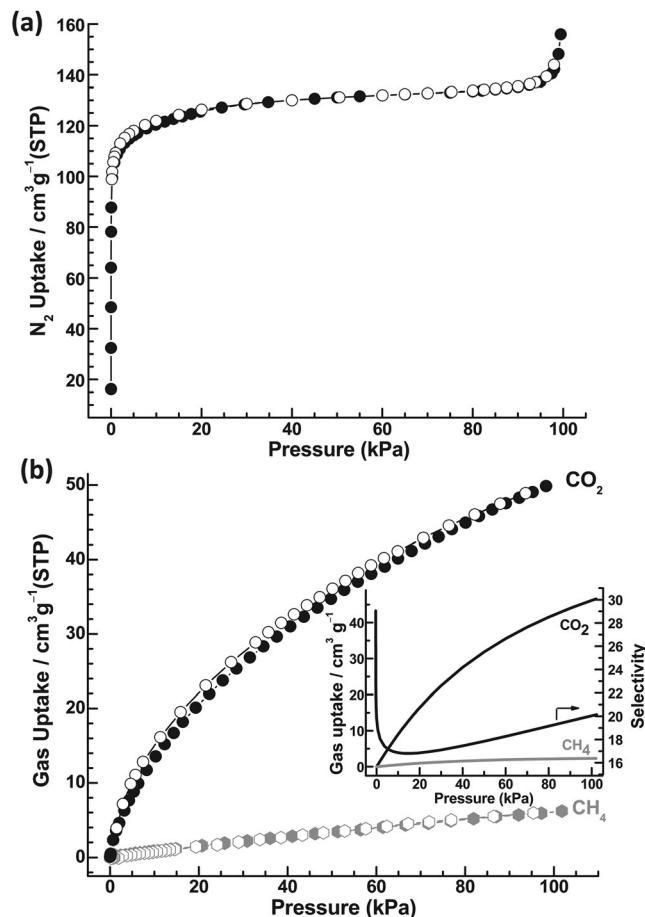 (a)
160
140
120
100
80
60
40
20
N₂ Uptake / cm³g⁻¹(STP)
0 20 40 60 80 100
Pressure (kPa)
(b)
50
40
30
20
10
0
Gas Uptake / cm³g⁻¹(STP)
CO₂
CH₄
40
30
20
10
0
Gas uptake / cm³ g⁻¹
CO₂
CH₄
30
28
26
24
22
20
18
16
Selectivity
0 20 40 60 80 100
Pressure (kPa)
0 20 40 60 80 100
Pressure (kPa)